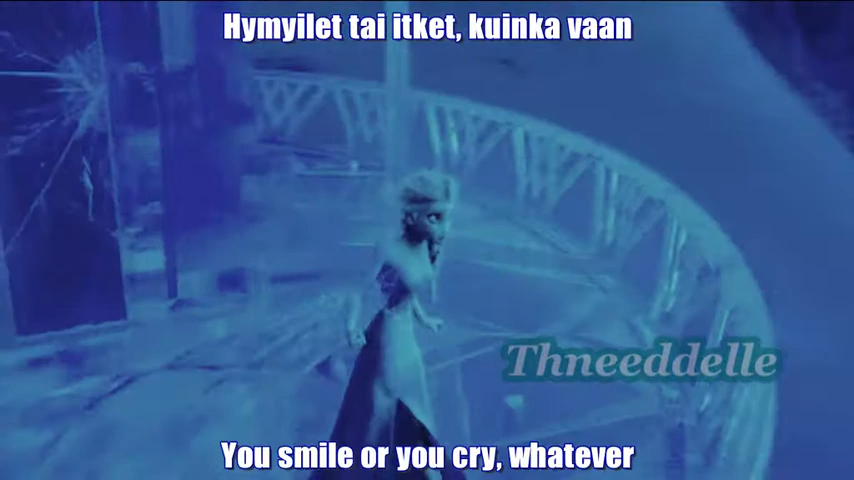 Hymyilet tai itket, kuinka vaan
Thneeddelle
You smile or you cry, whatever